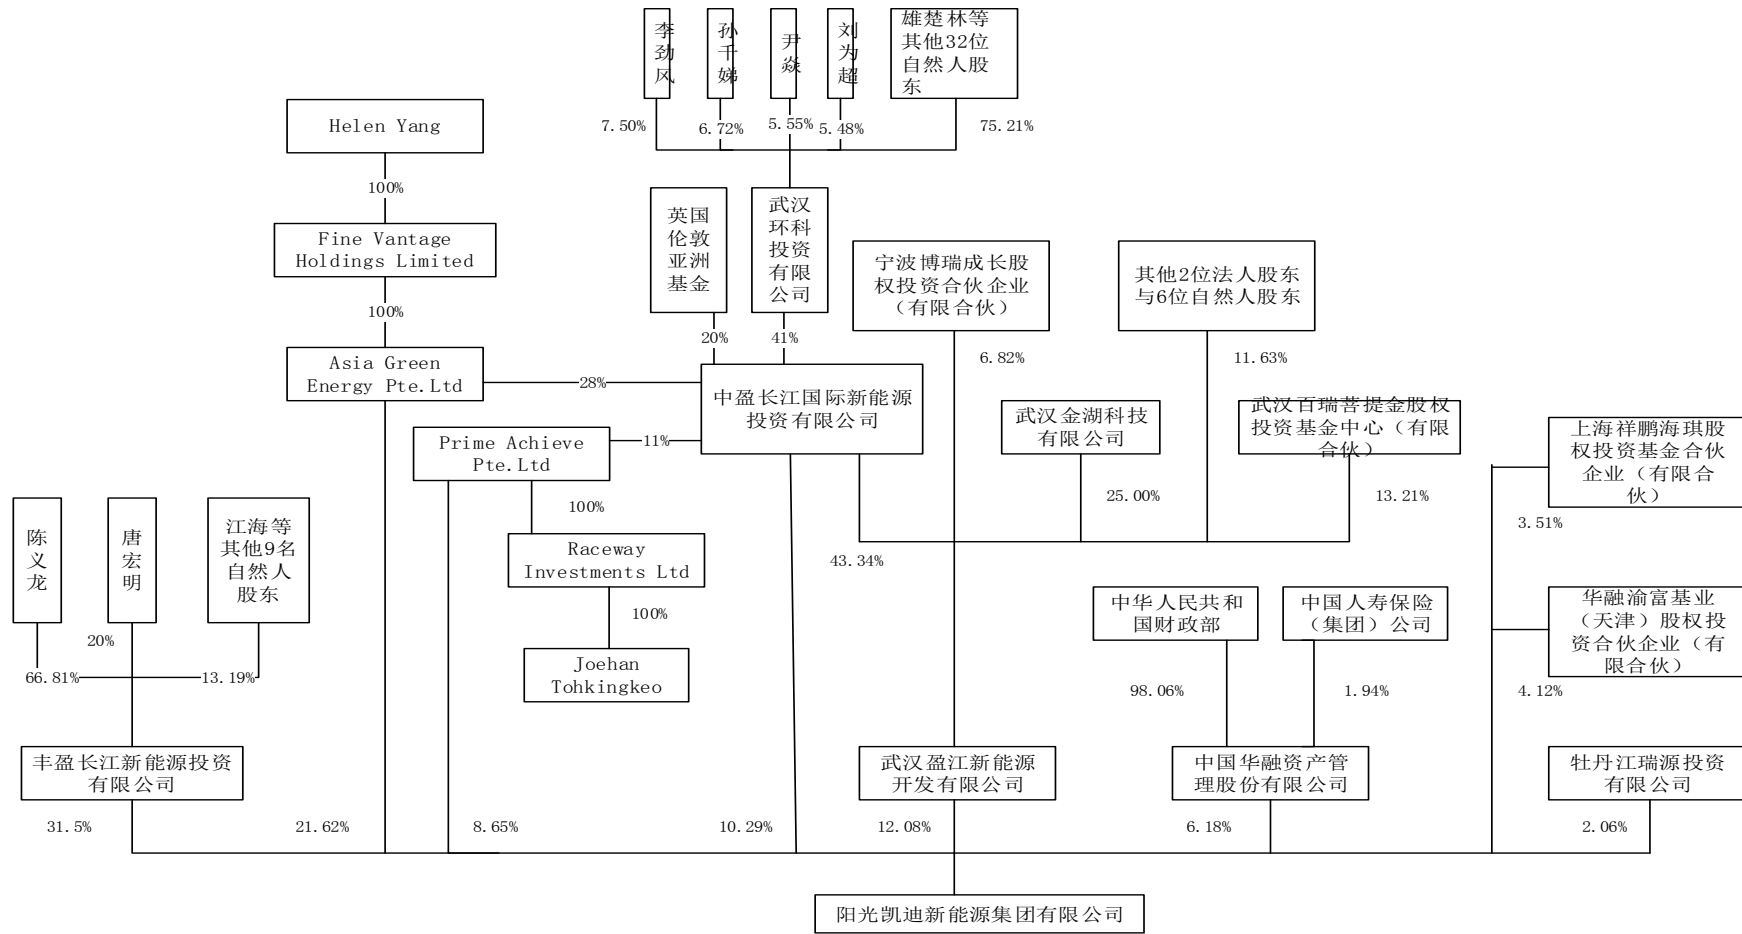 李
劲
风
孙
千
娣
尹
焱
刘
为
超
雄楚林等
其他32位
自然人股
东
7.50%
6.72%
5.55%
5.48%
75.21%
Helen Yang
100%
Fine Vantage
Holdings Limited
100%
Asia Green
Energy Pte.Ltd
英国
伦敦
亚洲
基金
武汉
环科
投资
有限
公司
宁波博瑞成长股
权投资合伙企业
（有限合伙）
其他2位法人股东
与6位自然人股东
20%
41%
6.82%
11.63%
28%
中盈长江国际新能源
投资有限公司
武汉金湖科技
有限公司
武汉百瑞菩提金股权
投资基金中心（有限
合伙）
上海祥鹏海琪股
权投资基金合伙
企业（有限合
伙）
Prime Achieve
Pte.Ltd
11%
100%
25.00%
13.21%
3.51%
陈
义
龙
唐
宏
明
江海等
其他9名
自然人
股东
Raceway
Investments Ltd
43.34%
100%
Joehan
Tohkingkeo
中华人民共和
国财政部
中国人寿保险
（集团）公司
华融渝富基业
（天津）股权投
资合伙企业（有
限合伙）
20%
66.81%
13.19%
98.06%
1.94%
4.12%
丰盈长江新能源投资
有限公司
武汉盈江新能源
开发有限公司
中国华融资产管
理股份有限公司
牡丹江瑞源投资
有限公司
31.5%
21.62%
8.65%
10.29%
12.08%
6.18%
2.06%
阳光凯迪新能源集团有限公司